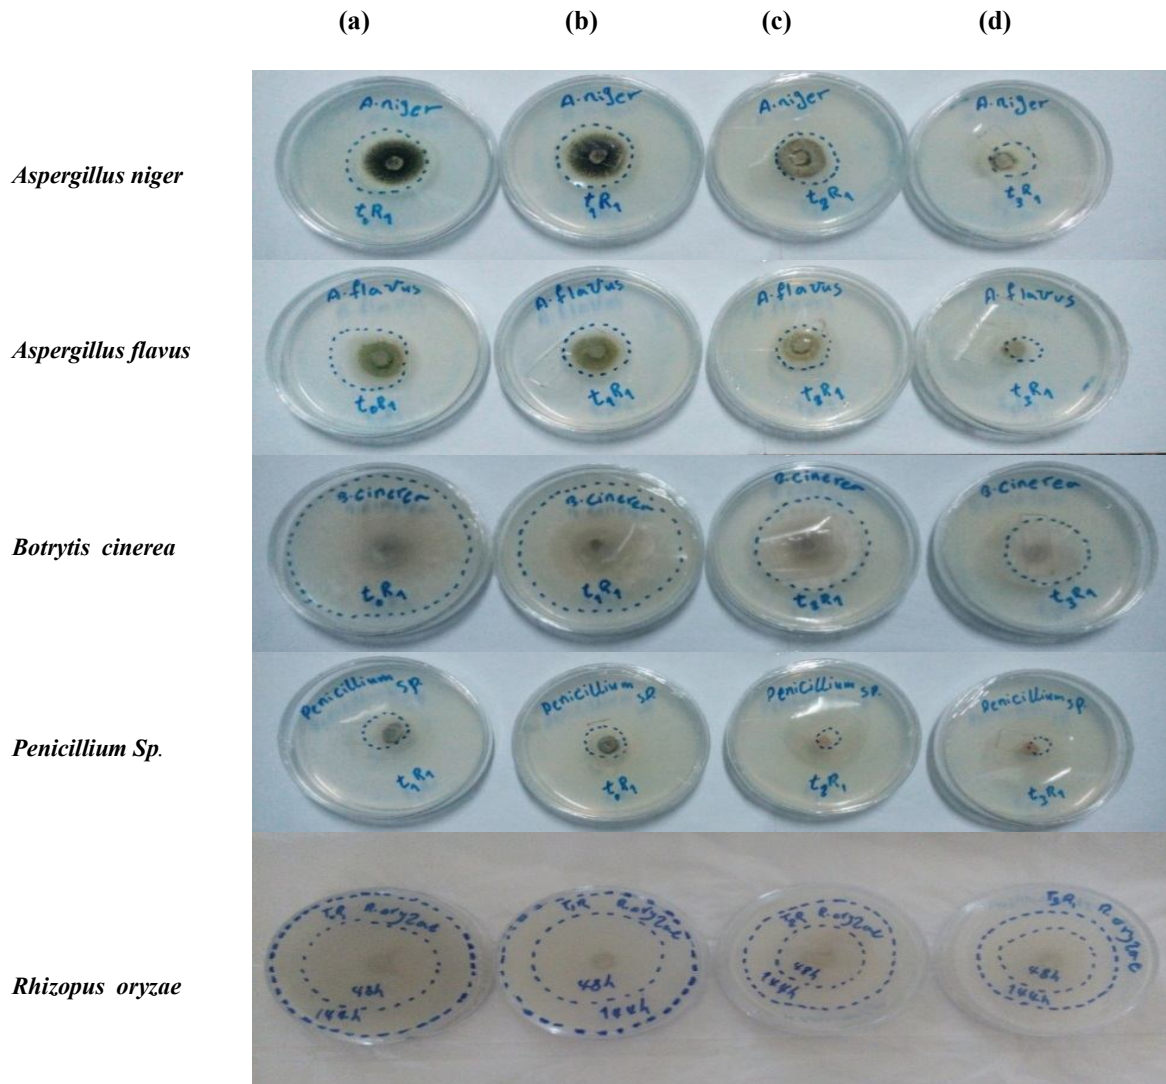 (a) (b) (c) (d)
Aspergillus niger
A.niger A.niger A.niger A.niger
t₀R₁ t₁R₁ t₂R₁ t₃R₁
Aspergillus flavus
A.flavus A.flavus A.flavus A.flavus
t₀R₁ t₁R₁ t₂R₁ t₃R₁
Botrytis cinerea
B.cinerea B.cinerea B.cinerea B.cinerea
t₀R₁ t₁R₁ t₂R₁ t₃R₁
Penicillium Sp.
Penicillium sp. Penicillium sp. Penicillium sp. Penicillium sp.
t₁R₁ t₀R₁ t₂R₁ t₃R₁
Rhizopus oryzae
R.oryzae R.oryzae R.oryzae R.oryzae
48h 48h 48h 48h
144h 144h 144h 144h